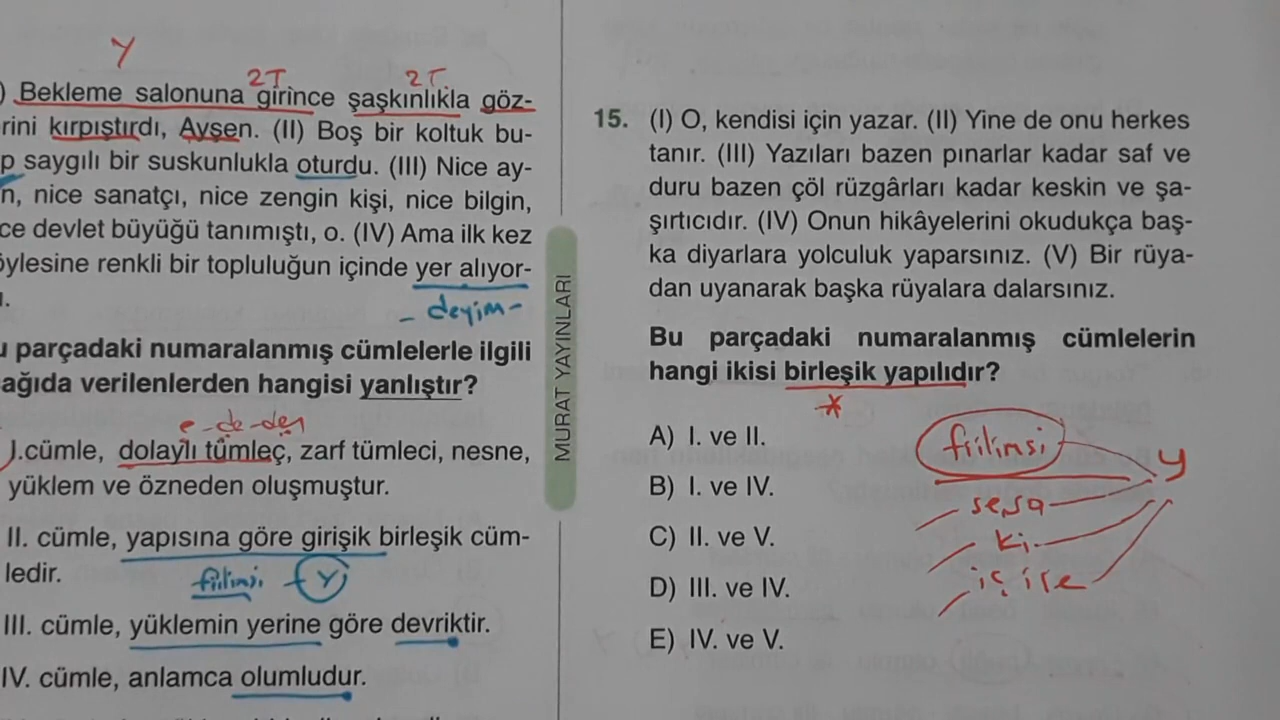 Y
2T 2T
) Bekleme salonuna girince şaşkınlıkla göz-
rini kırpıştırdı, Ayşen. (II) Boş bir koltuk bu-
p saygılı bir suskunlukla oturdu. (III) Nice ay-
n, nice sanatçı, nice zengin kişi, nice bilgin,
ce devlet büyüğü tanımıştı, o. (IV) Ama ilk kez
öylesine renkli bir topluluğun içinde yer alıyor-
- deyim -
u parçadaki numaralanmış cümlelerle ilgili
ağıda verilenlerden hangisi yanlıştır?
e-de-den
I.cümle, dolaylı tümleç, zarf tümleci, nesne,
yüklem ve özneden oluşmuştur.
II. cümle, yapısına göre girişik birleşik cüm-
ledir.
fiilimsi + Y
III. cümle, yüklemin yerine göre devriktir.
IV. cümle, anlamca olumludur.
MURAT YAYINLARI
15. (I) O, kendisi için yazar. (II) Yine de onu herkes
tanır. (III) Yazıları bazen pınarlar kadar saf ve
duru bazen çöl rüzgârları kadar keskin ve şa-
şırtıcıdır. (IV) Onun hikâyelerini okudukça baş-
ka diyarlara yolculuk yaparsınız. (V) Bir rüya-
dan uyanarak başka rüyalara dalarsınız.
Bu parçadaki numaralanmış cümlelerin
hangi ikisi birleşik yapılıdır?
A) I. ve II.
B) I. ve IV.
C) II. ve V.
D) III. ve IV.
E) IV. ve V.
fiilimsi Y
se,sa
ki
iç içe